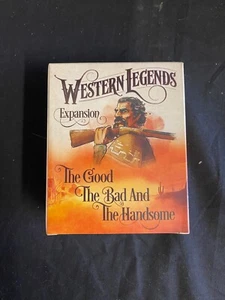 Western Legends
Expansion
The Good
The Bad And
The Handsome